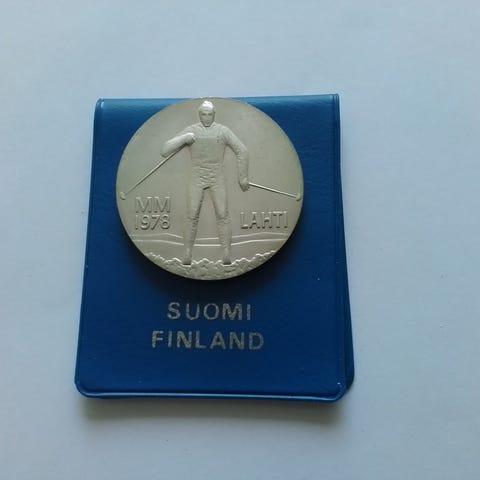 MM
1978
LAHTI
SUOMI
FINLAND